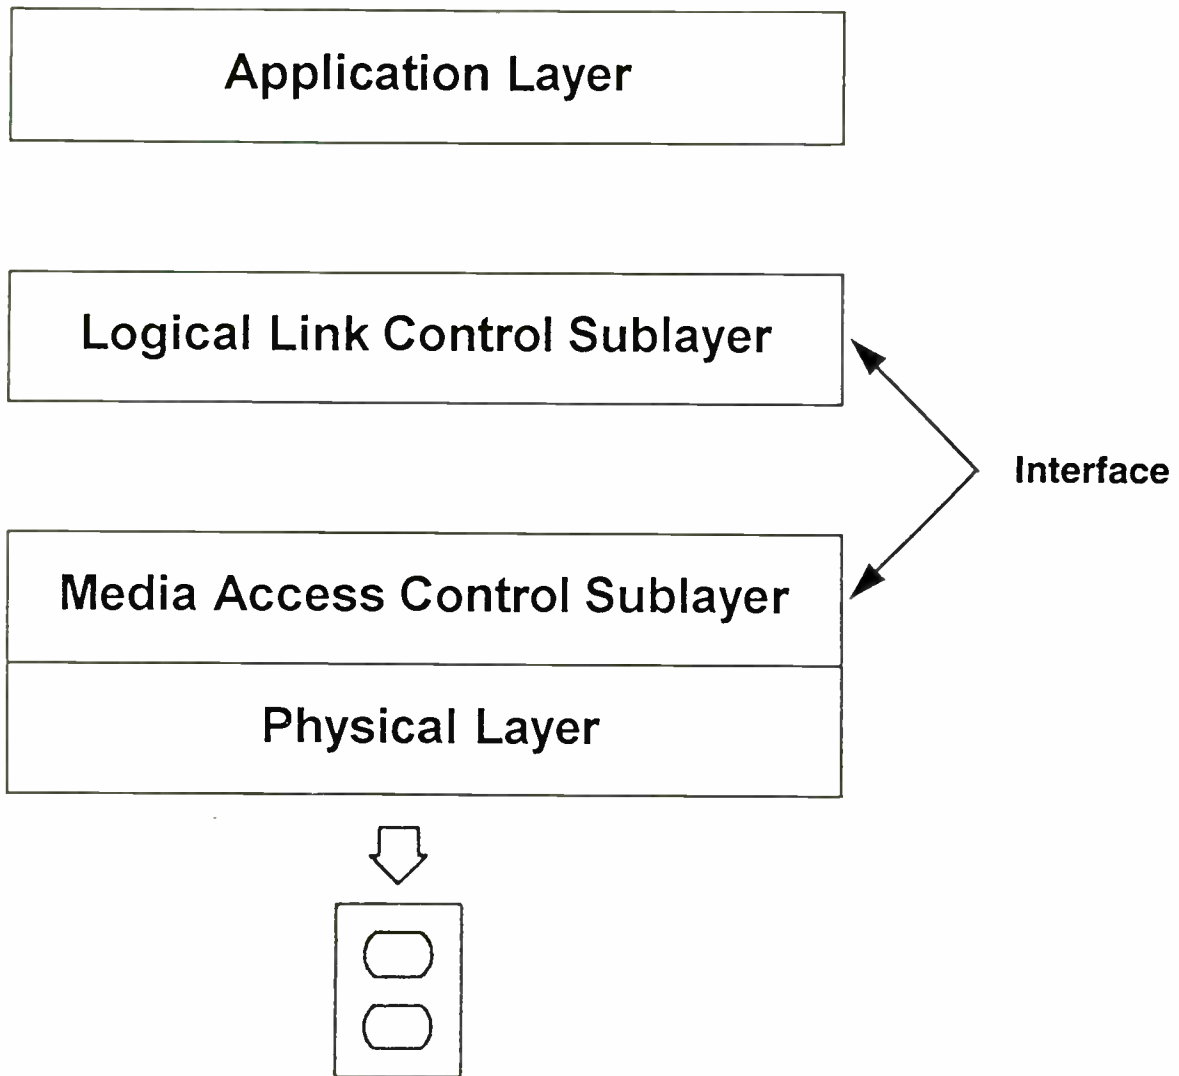 Application Layer
Logical Link Control Sublayer
Interface
Media Access Control Sublayer
Physical Layer